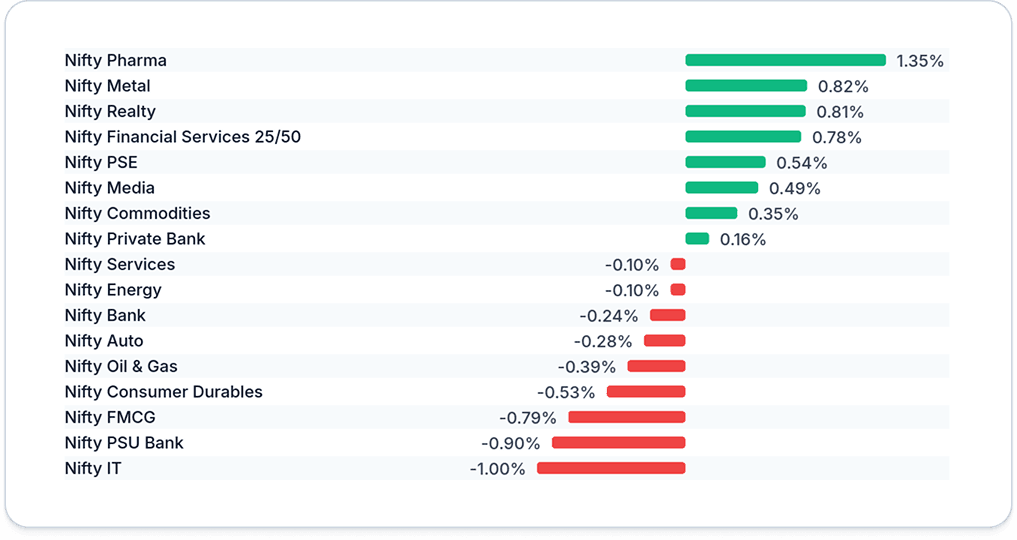 Nifty Pharma 1.35%
Nifty Metal 0.82%
Nifty Realty 0.81%
Nifty Financial Services 25/50 0.78%
Nifty PSE 0.54%
Nifty Media 0.49%
Nifty Commodities 0.35%
Nifty Private Bank 0.16%
Nifty Services -0.10%
Nifty Energy -0.10%
Nifty Bank -0.24%
Nifty Auto -0.28%
Nifty Oil & Gas -0.39%
Nifty Consumer Durables -0.53%
Nifty FMCG -0.79%
Nifty PSU Bank -0.90%
Nifty IT -1.00%